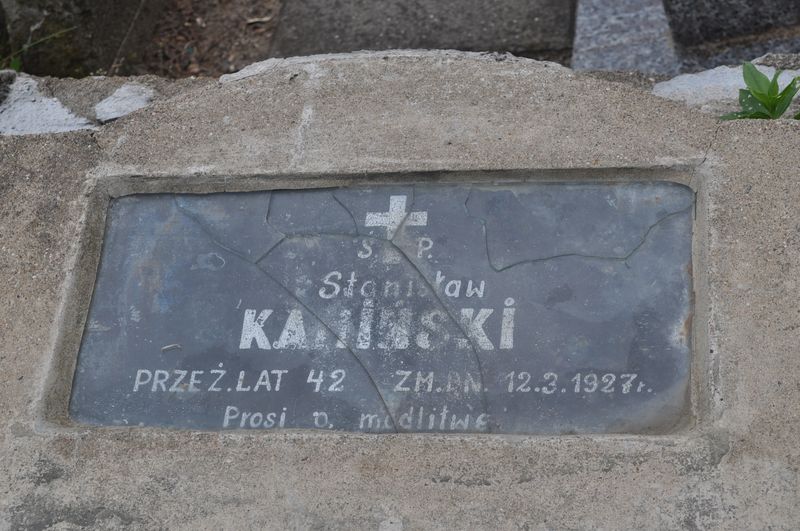 Ś. P.
Stanisław
KAMIŃSKI
PRZEŻ. LAT 42 ZM. DN. 12.3.1927r.
Prosi o modlitwę